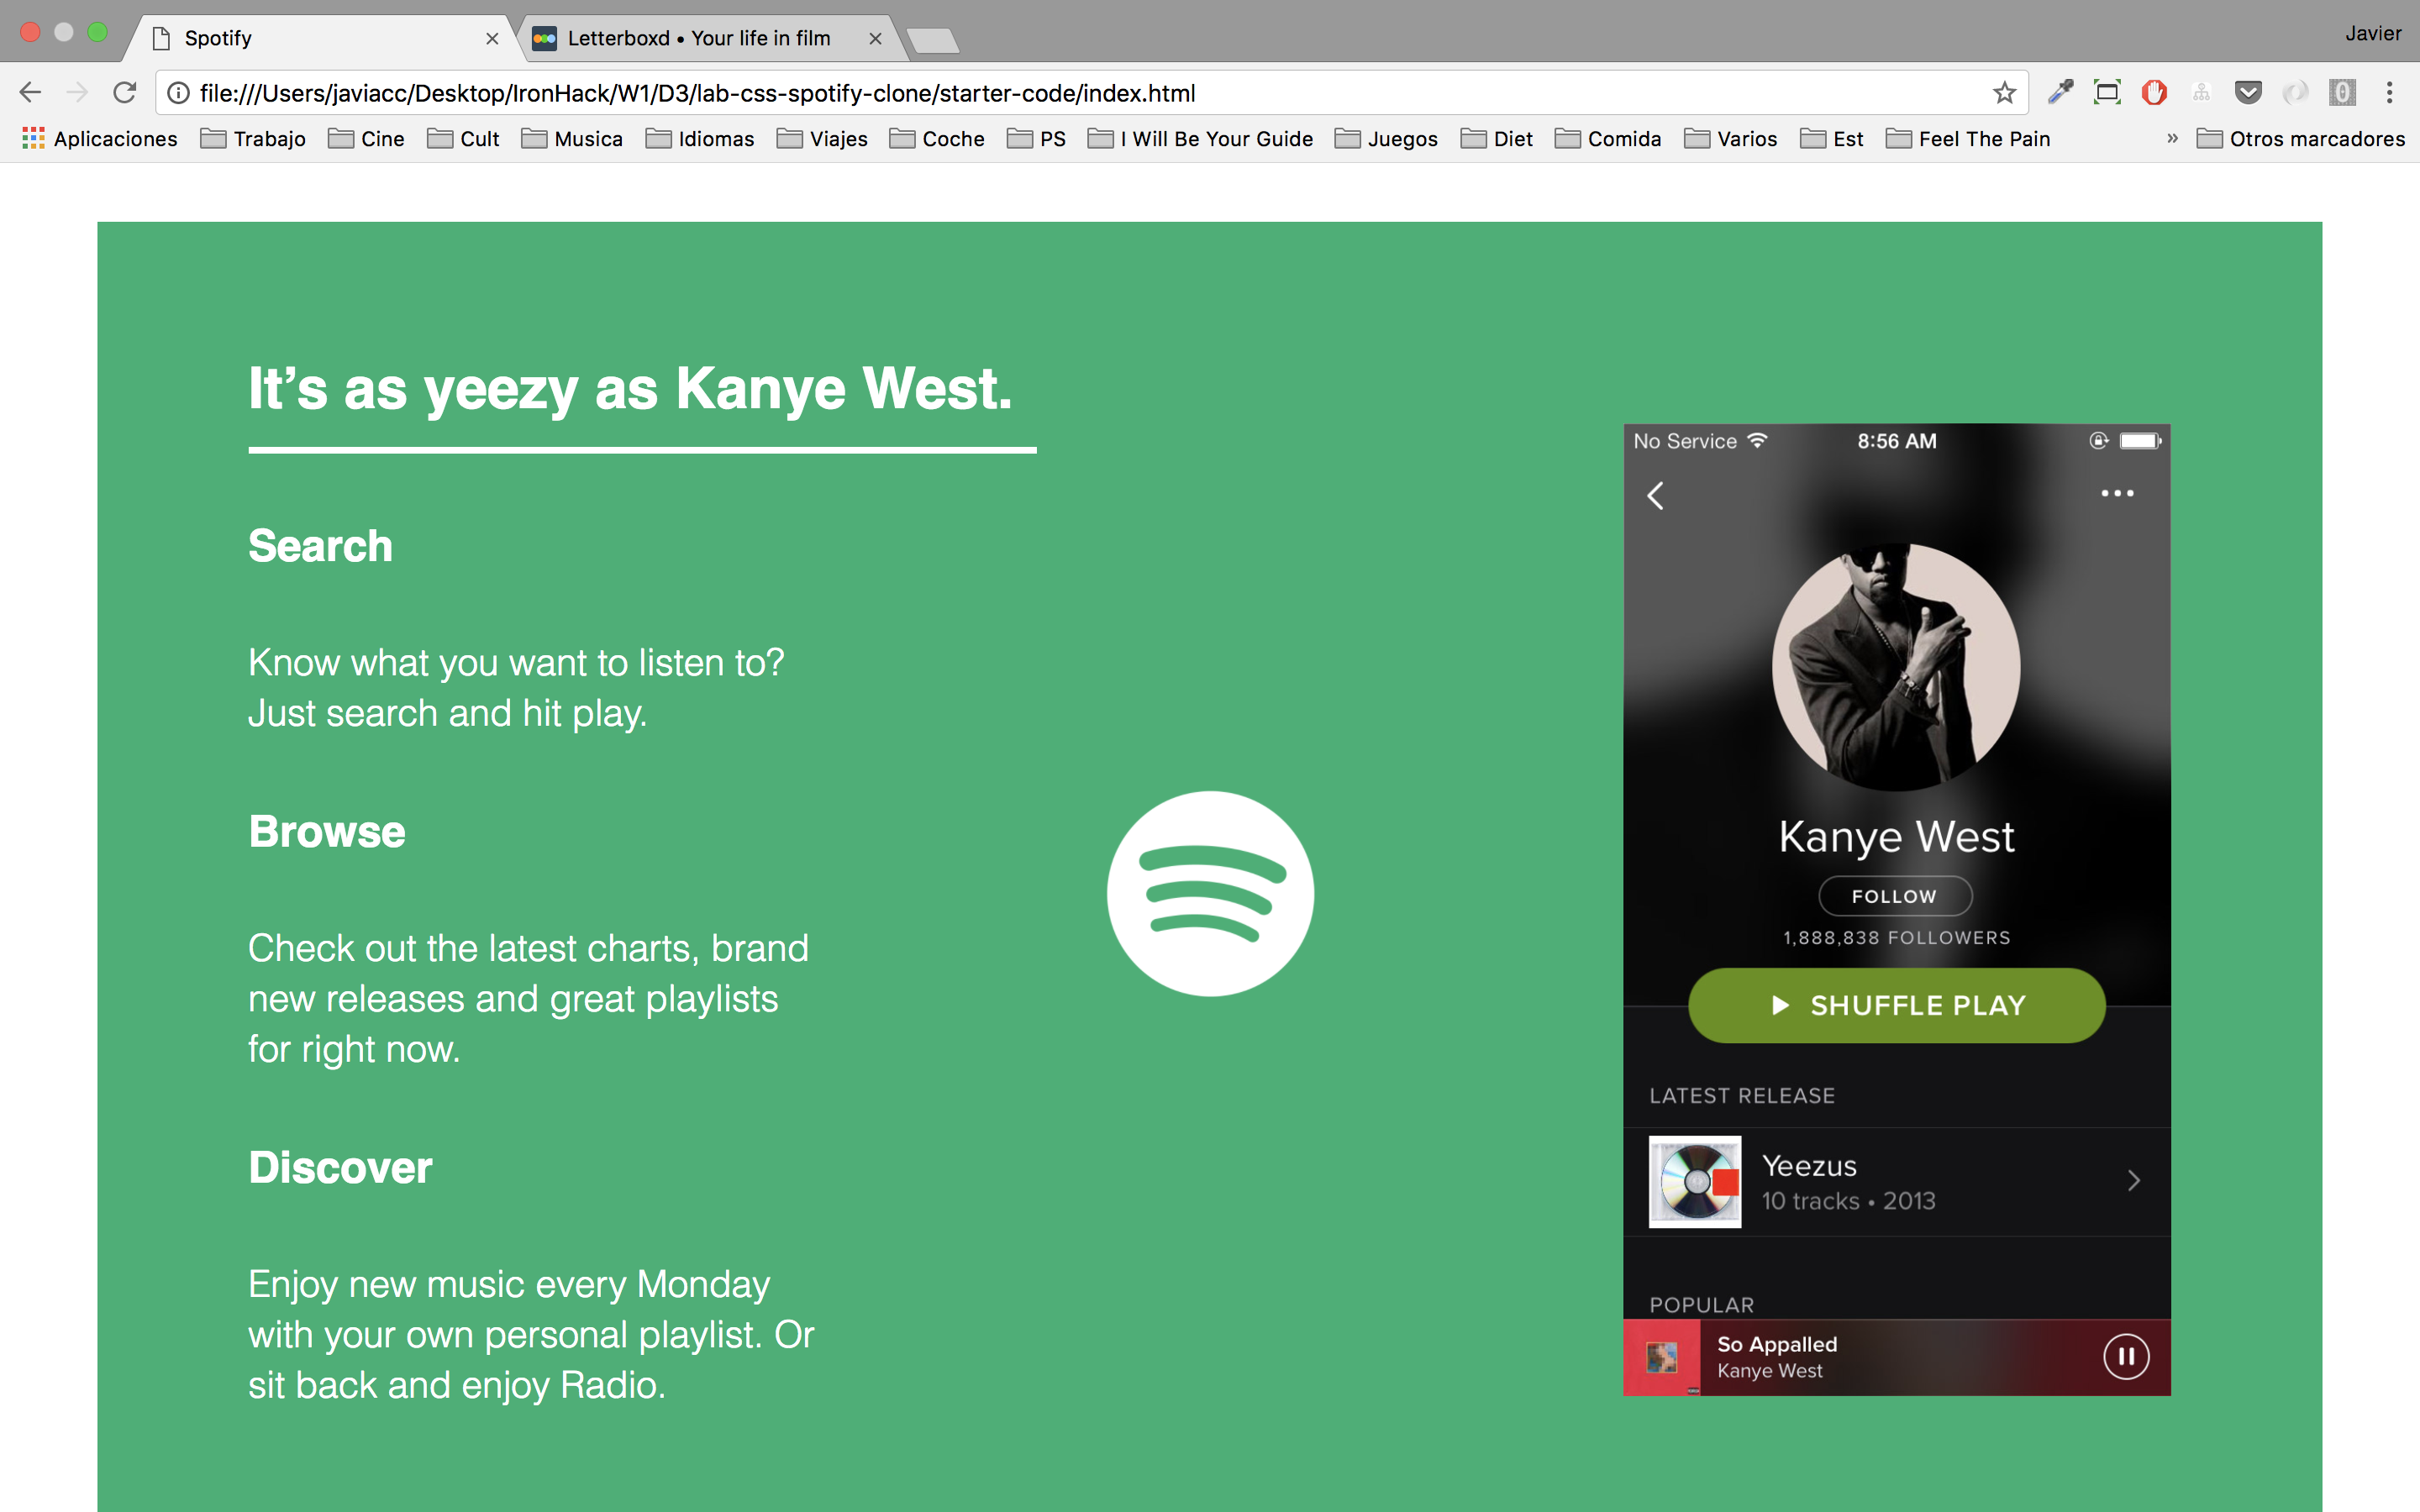 Spotify
Letterboxd • Your life in film
Javier
file:///Users/javiacc/Desktop/IronHack/W1/D3/lab-css-spotify-clone/starter-code/index.html
Aplicaciones Trabajo Cine Cult Musica Idiomas Viajes Coche PS I Will Be Your Guide Juegos Diet Comida Varios Est Feel The Pain » Otros marcadores
It’s as yeezy as Kanye West.
Search
Know what you want to listen to?
Just search and hit play.
Browse
Check out the latest charts, brand
new releases and great playlists
for right now.
Discover
Enjoy new music every Monday
with your own personal playlist. Or
sit back and enjoy Radio.
No Service 8:56 AM
Kanye West
FOLLOW
1,888,838 FOLLOWERS
SHUFFLE PLAY
LATEST RELEASE
Yeezus
10 tracks • 2013
POPULAR
So Appalled
Kanye West